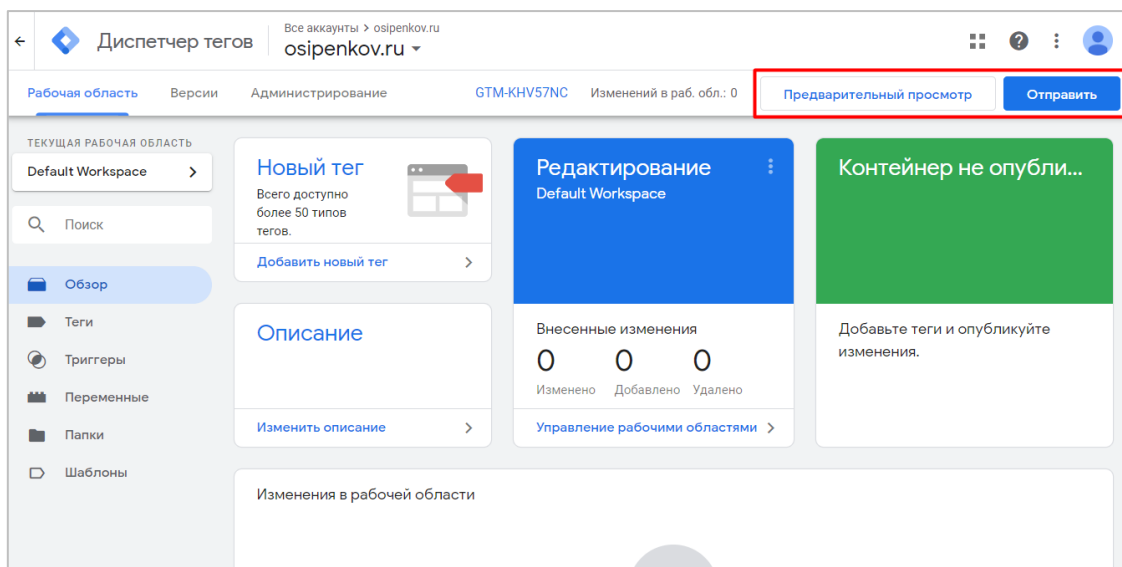 Диспетчер тегов
Все аккаунты > osipenkov.ru
osipenkov.ru
Рабочая область
Версии
Администрирование
GTM-KHV57NC
Изменений в раб. обл.: 0
Предварительный просмотр
Отправить
ТЕКУЩАЯ РАБОЧАЯ ОБЛАСТЬ
Default Workspace
Поиск
Обзор
Теги
Триггеры
Переменные
Папки
Шаблоны
Новый тег
Всего доступно
более 50 типов
тегов.
Добавить новый тег
Описание
Изменить описание
Редактирование
Default Workspace
Внесенные изменения
0 0 0
Изменено Добавлено Удалено
Управление рабочими областями
Контейнер не опубли...
Добавьте теги и опубликуйте
изменения.
Изменения в рабочей области